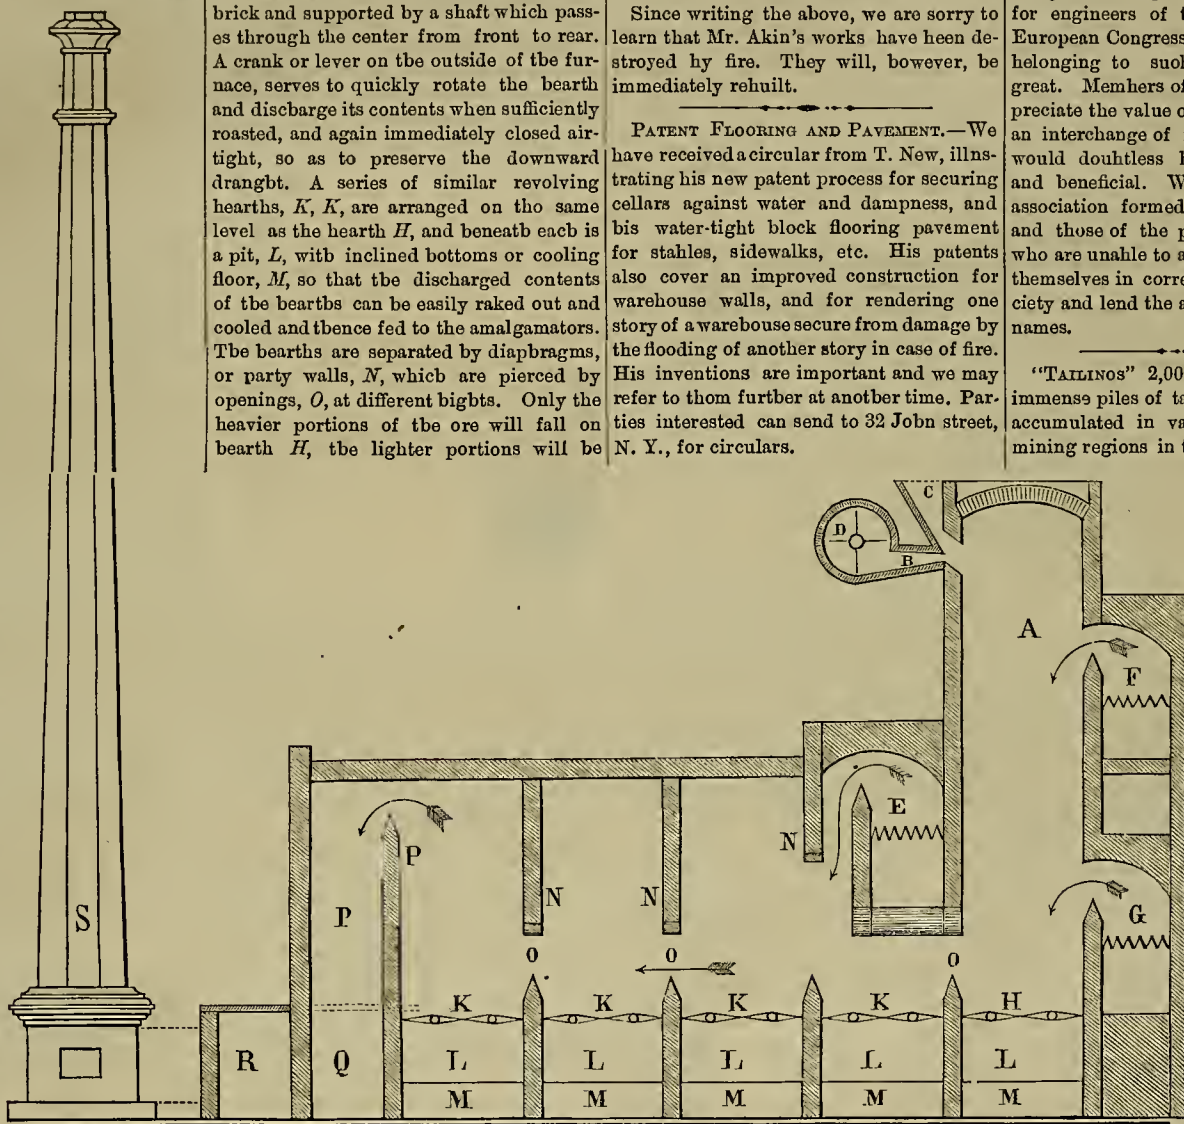 brick and supported by a shaft which pass-
es through the center from front to rear.
A crank or lever on tbe outside of tbe fur-
nace, serves to quickly rotate the bearth
and discbarge its contents when sufficiently
roasted, and again immediately closed air-
tight, so as to preserve the downward
drangbt. A series of similar revolving
hearths, K, K, are arranged on tho same
level as the hearth H, and beneatb eacb is
a pit, L, witb inclined bottoms or cooling
floor, M, so that tbe discharged contents
of tbe beartbs can be easily raked out and
cooled and tbence fed to the amalgamators.
Tbe bearths are separated by diapbragms,
or party walls, N, which are pierced by
openings, O, at different bigbts. Only the
heavier portions of tbe ore will fall on
bearth H, tbe lighter portions will be
Since writing the above, we are sorry to
learn that Mr. Akin's works have heen de-
stroyed hy fire. They will, however, be
immediately rehuilt.
PATENT FLOORING AND PAVEMENT.—We
have received a circular from T. New, illns-
trating his new patent process for securing
cellars against water and dampness, and
bis water-tight block flooring pavement
for stahles, sidewalks, etc. His patents
also cover an improved construction for
warehouse walls, and for rendering one
story of a warebouse secure from damage by
the flooding of another story in case of fire.
His inventions are important and we may
refer to thom furtber at anotber time. Par-
ties interested can send to 32 Jobn street,
N. Y., for circulars.
for engineers of
European Congress
belonging to suoh
great. Memhers of
preciate the value
an interchange of
would douhtless
and beneficial.
association formed
and those of the
who are unahle to
themselves in corre
ciety and lend the
names.
"TAILINOS" 2,00
immense piles of
accumulated in va
mining regions in
C
D
B
A
F
E
N
P
N
N
G
S
P
O
O
O
K
K
K
K
H
R
Q
L
L
L
L
L
M
M
M
M
M